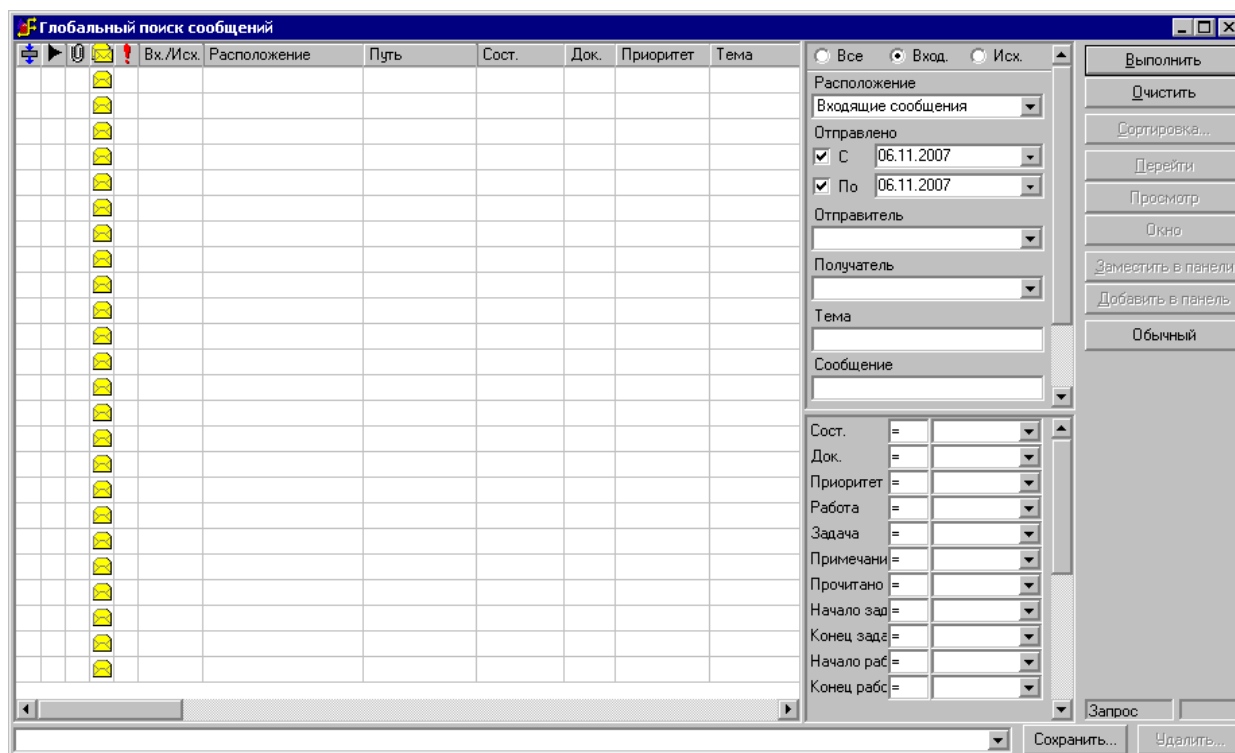 Глобальный поиск сообщений
Вх./Исх. Расположение Путь Сост. Док. Приоритет Тема
Все Вход. Исх.
Расположение
Входящие сообщения
Отправлено
С 06.11.2007
По 06.11.2007
Отправитель
Получатель
Тема
Сообщение
Сост. =
Док. =
Приоритет =
Работа =
Задача =
Примечани =
Прочитано =
Начало зад =
Конец зада =
Начало раб =
Конец рабо =
Выполнить
Очистить
Сортировка...
Перейти
Просмотр
Окно
Заместить в панели
Добавить в панель
Обычный
Запрос
Сохранить... Удалить...